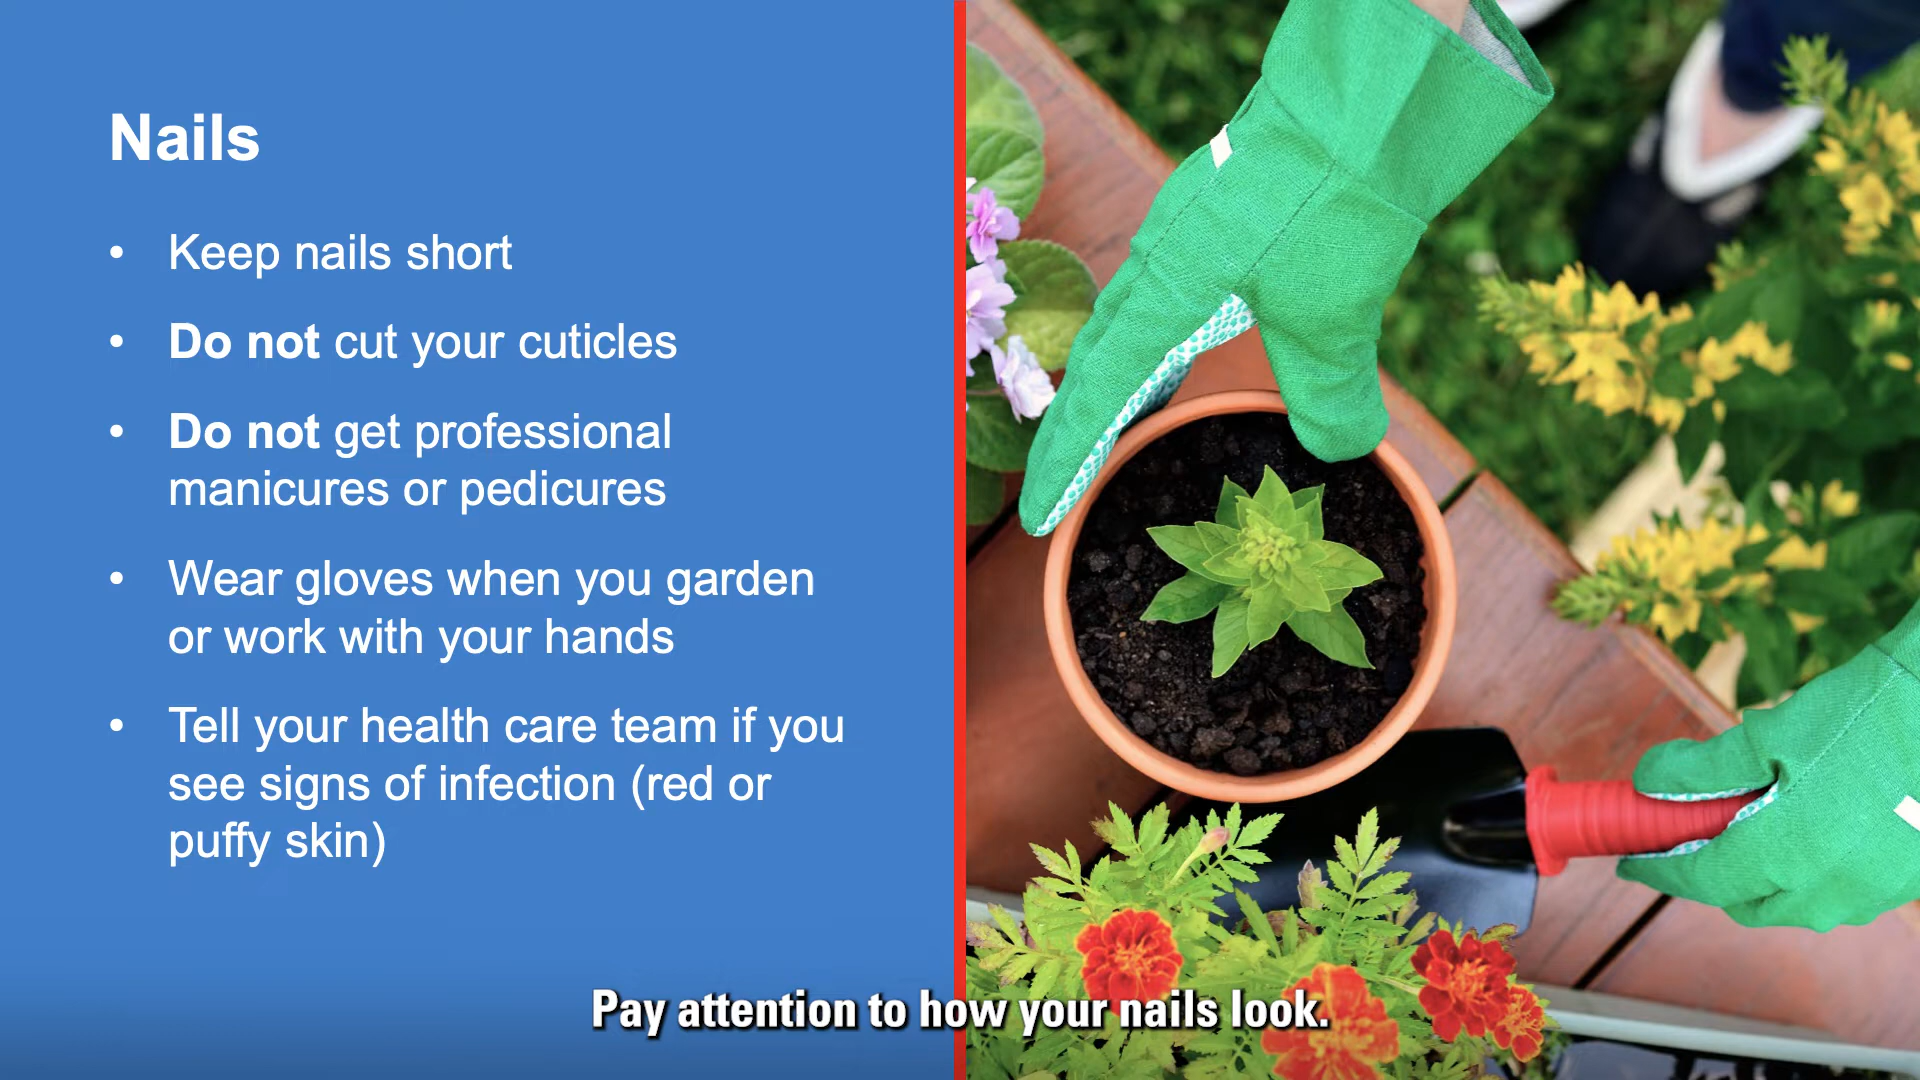 Nails
• Keep nails short
• Do not cut your cuticles
• Do not get professional
manicures or pedicures
• Wear gloves when you garden
or work with your hands
• Tell your health care team if you
see signs of infection (red or
puffy skin)
Pay attention to how your nails look.